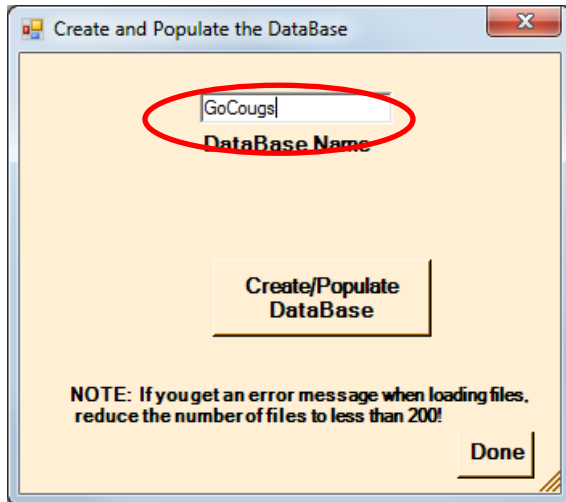 Create and Populate the DataBase
GoCougs
DataBase Name
Create/Populate
DataBase
NOTE: If you get an error message when loading files,
reduce the number of files to less than 200!
Done